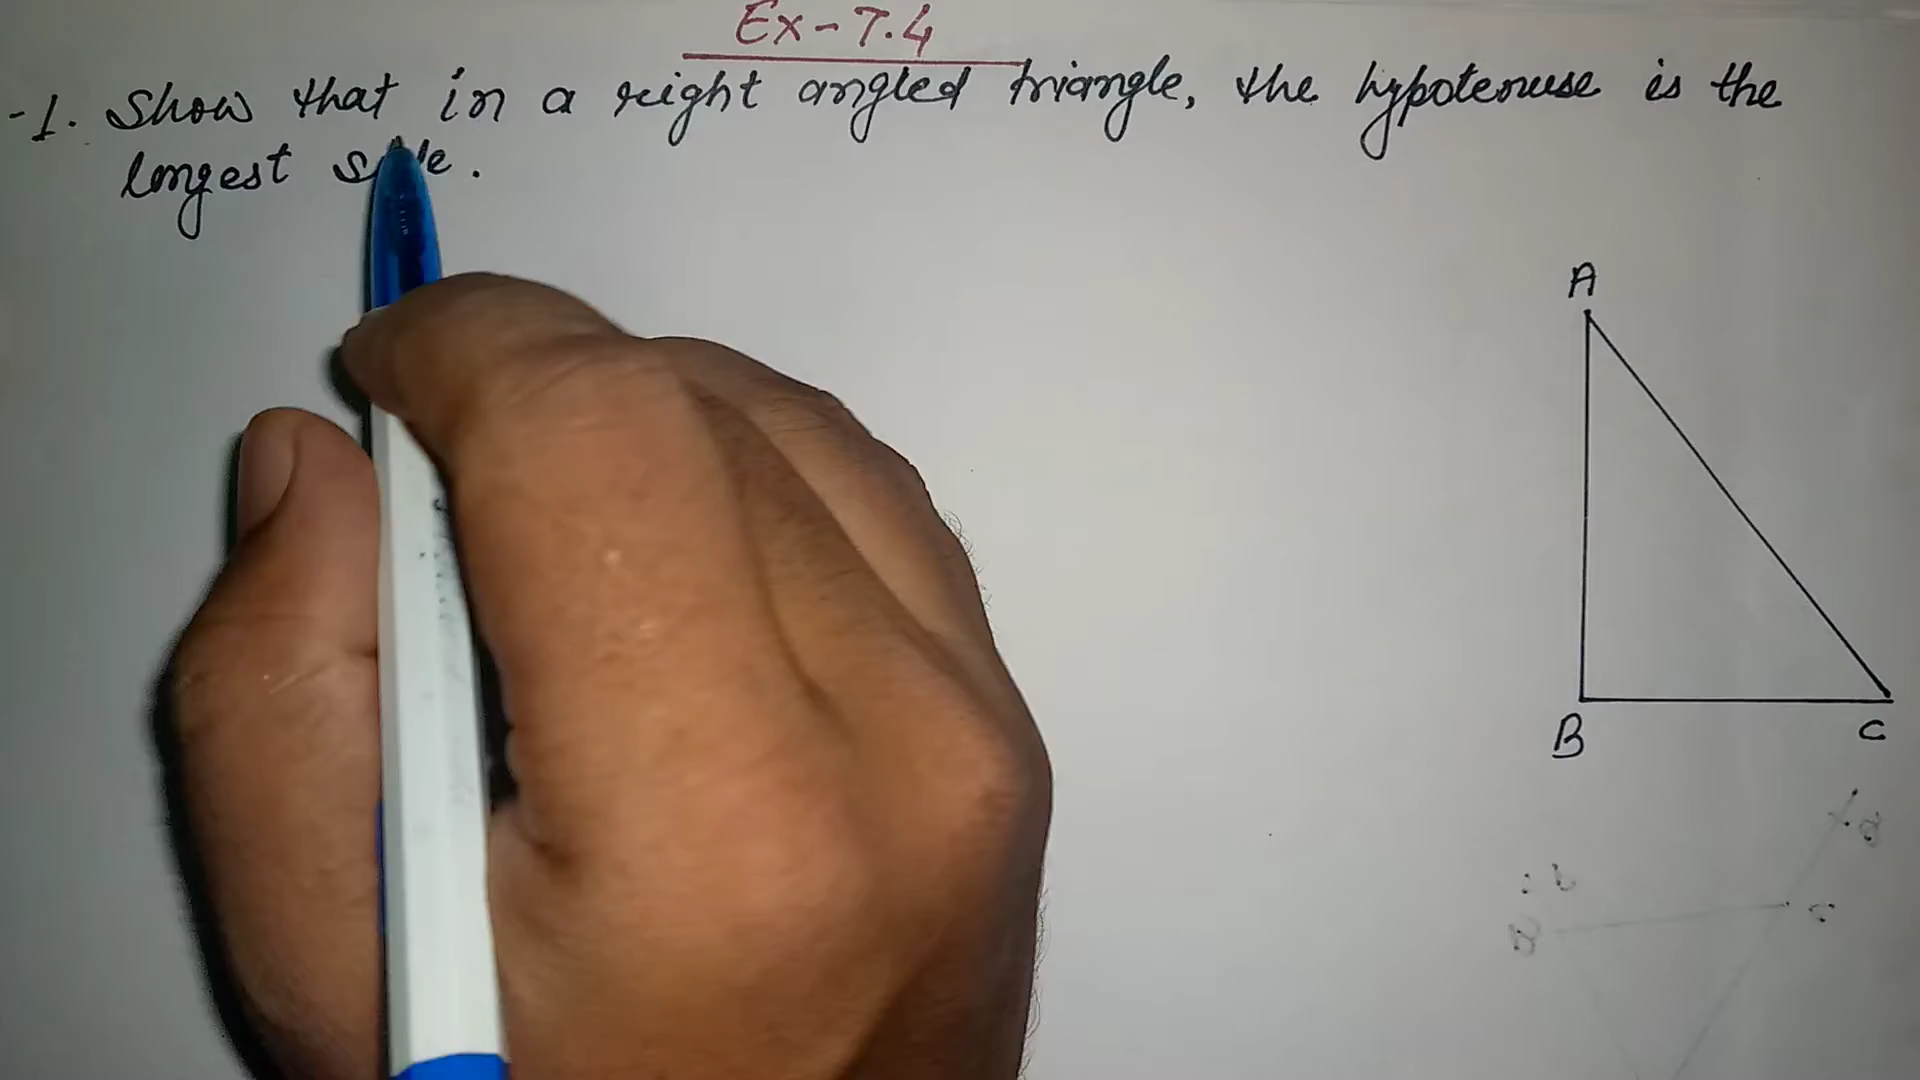 Ex-7.4
-1. Show that in a right angled triangle, the hypotenuse is the
longest side.
A
B
C